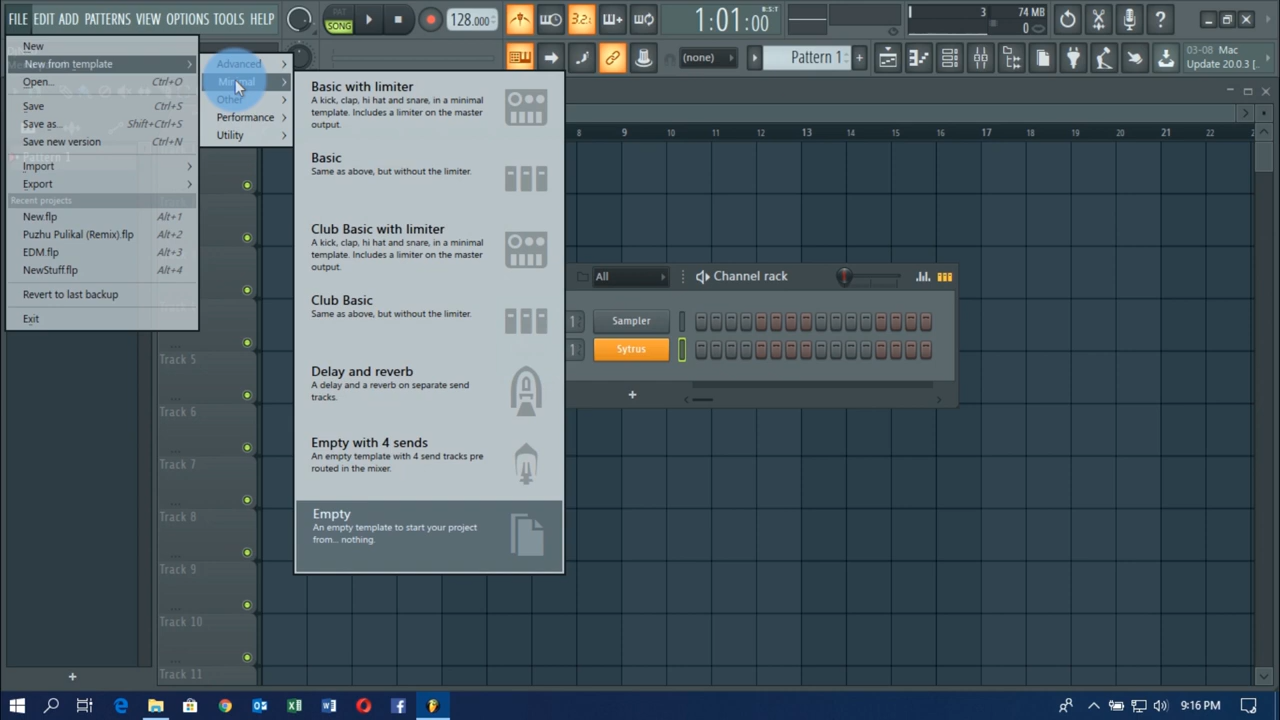 FILE EDIT ADD PATTERNS VIEW OPTIONS TOOLS HELP
PAT
SONG
128.000
3.2
1:01:00
B:S:T
3
74 MB
0
(none)
Pattern 1
+
03-05 Mac
Update 20.0.3
New
New from template
Open...
Ctrl+O
Save
Ctrl+S
Save as...
Shift+Ctrl+S
Save new version
Ctrl+N
Import
Export
Recent projects
New.flp
Alt+1
Puzhu Pulikal (Remix).flp
Alt+2
EDM.flp
Alt+3
NewStuff.flp
Alt+4
Revert to last backup
Exit
Pattern 1
Advanced
Minimal
Other
Performance
Utility
Basic with limiter
A kick, clap, hi hat and snare, in a minimal
template. Includes a limiter on the master
output.
Basic
Same as above, but without the limiter.
Club Basic with limiter
A kick, clap, hi hat and snare, in a minimal
template. Includes a limiter on the master
output.
Club Basic
Same as above, but without the limiter.
Delay and reverb
A delay and a reverb on separate send
tracks.
Empty with 4 sends
An empty template with 4 send tracks pre
routed in the mixer.
Empty
An empty template to start your project
from... nothing.
8 9 10 11 12 13 14 15 16 17 18 19 20 21 22
All
Channel rack
1
Sampler
1
Sytrus
+
Track 5
Track 6
Track 7
Track 8
Track 9
Track 10
Track 11
+
9:16 PM